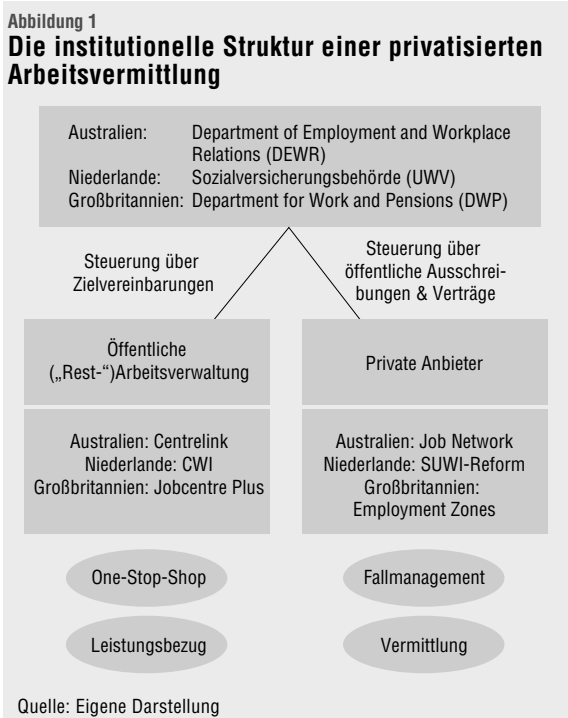 Abbildung 1
Die institutionelle Struktur einer privatisierten
Arbeitsvermittlung
Australien: Department of Employment and Workplace
Relations (DEWR)
Niederlande: Sozialversicherungsbehörde (UWV)
Großbritannien: Department for Work and Pensions (DWP)
Steuerung über
Zielvereinbarungen
Steuerung über
öffentliche Ausschrei-
bungen & Verträge
Öffentliche
(„Rest-“)Arbeitsverwaltung
Private Anbieter
Australien: Centrelink
Niederlande: CWI
Großbritannien: Jobcentre Plus
Australien: Job Network
Niederlande: SUWI-Reform
Großbritannien:
Employment Zones
One-Stop-Shop
Fallmanagement
Leistungsbezug
Vermittlung
Quelle: Eigene Darstellung